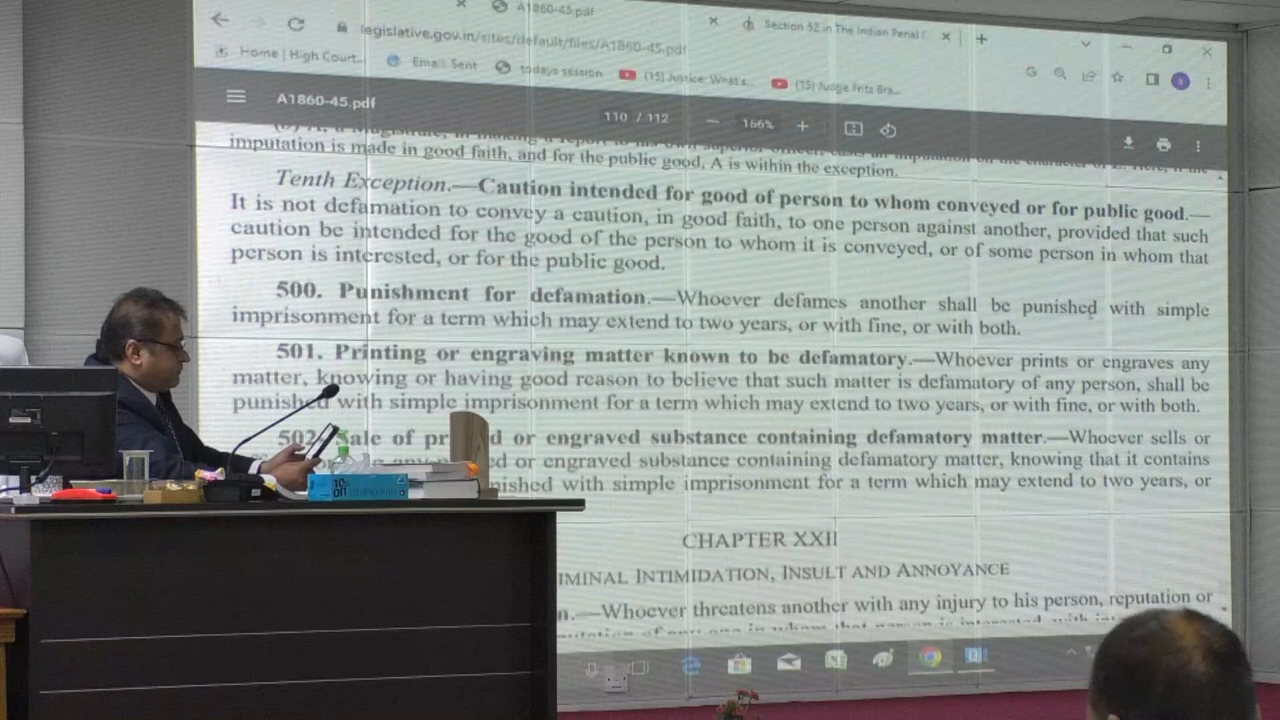 A1860-45.pdf
Section 52 in The Indian Penal C
legislative.gov.in/sites/default/files/A1860-45.pdf
Home | High Court...
Email Sent
todays session
(15) Justice: What's...
(15) Judge Fritz Bra...
A1860-45.pdf
110 / 112
166%
imputation is made in good faith, and for the public good, A is within the exception.
Tenth Exception.—Caution intended for good of person to whom conveyed or for public good.—
It is not defamation to convey a caution, in good faith, to one person against another, provided that such
caution be intended for the good of the person to whom it is conveyed, or of some person in whom that
person is interested, or for the public good.
500. Punishment for defamation.—Whoever defames another shall be punished with simple
imprisonment for a term which may extend to two years, or with fine, or with both.
501. Printing or engraving matter known to be defamatory.—Whoever prints or engraves any
matter, knowing or having good reason to believe that such matter is defamatory of any person, shall be
punished with simple imprisonment for a term which may extend to two years, or with fine, or with both.
502. Sale of pr d or engraved substance containing defamatory matter.—Whoever sells or
ed or engraved substance containing defamatory matter, knowing that it contains
nished with simple imprisonment for a term which may extend to two years, or
CHAPTER XXII
IMINAL INTIMIDATION, INSULT AND ANNOYANCE
n.—Whoever threatens another with any injury to his person, reputation or